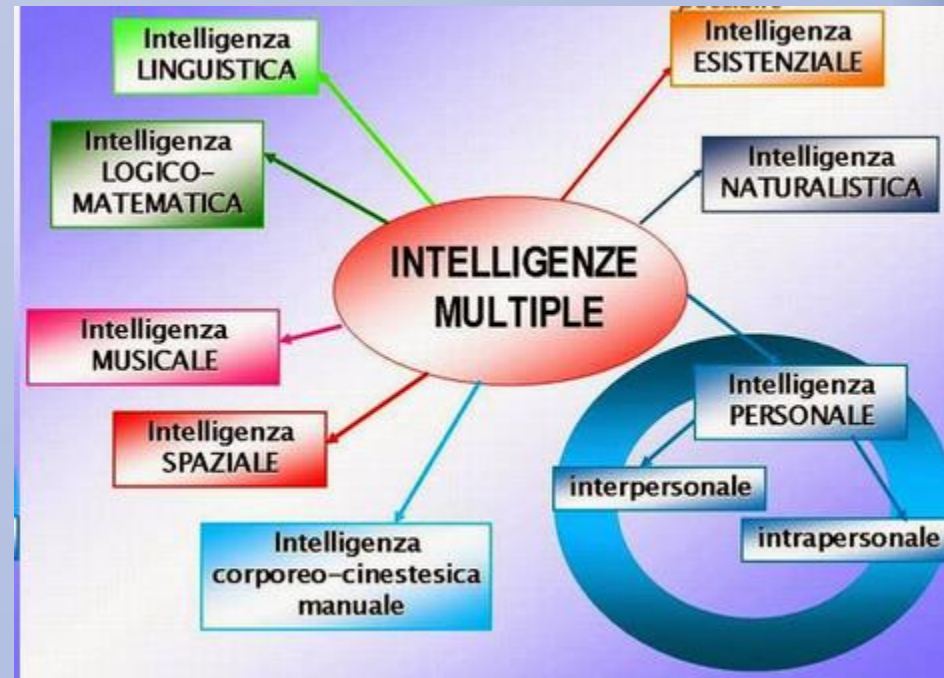 Intelligenza
LINGUISTICA
Intelligenza
ESISTENZIALE
Intelligenza
LOGICO-
MATEMATICA
Intelligenza
NATURALISTICA
INTELLIGENZE
MULTIPLE
Intelligenza
MUSICALE
Intelligenza
PERSONALE
Intelligenza
SPAZIALE
interpersonale
intrapersonale
Intelligenza
corporeo-cinestesica
manuale